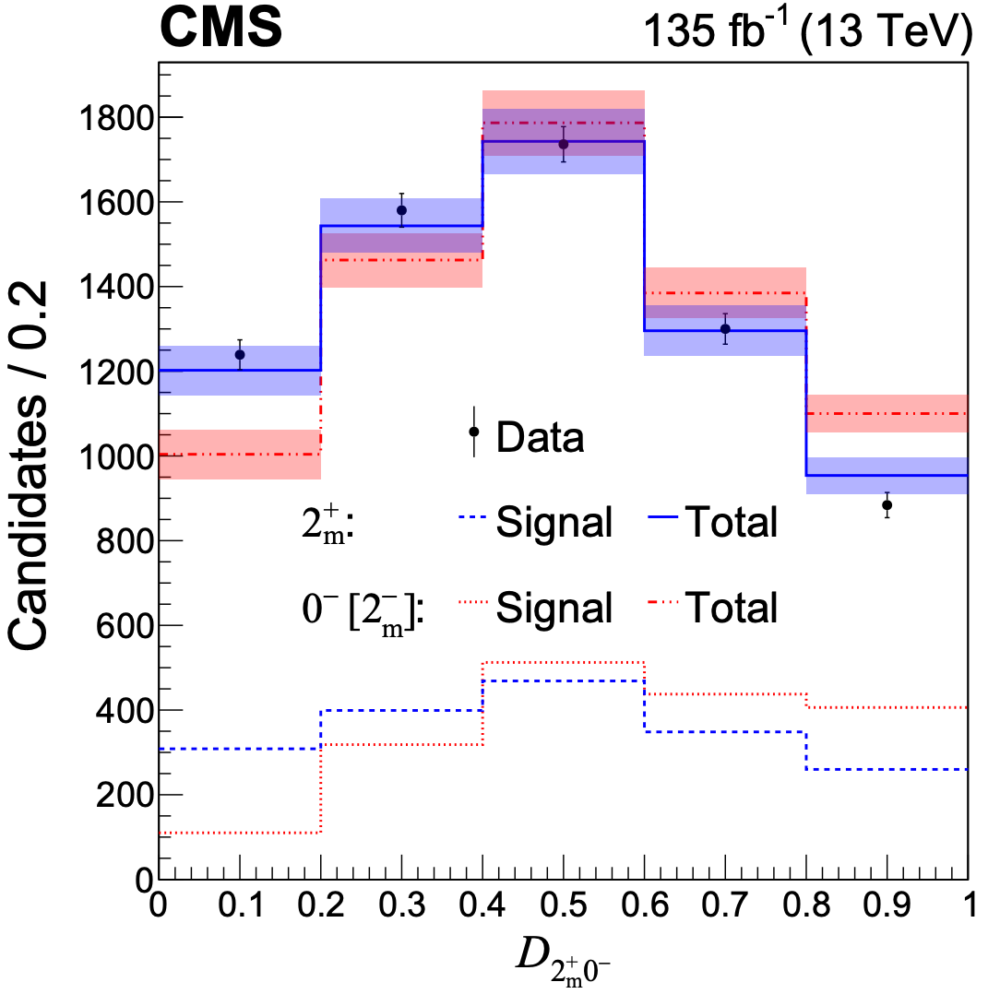 CMS 135 fb⁻¹ (13 TeV)
Candidates / 0.2
1800
1600
1400
1200
1000
800
600
400
200
0
Data
2⁺ₘ: Signal Total
0⁻ [2⁻ₘ]: Signal Total
0 0.1 0.2 0.3 0.4 0.5 0.6 0.7 0.8 0.9 1
D₂⁺ₘ₀⁻